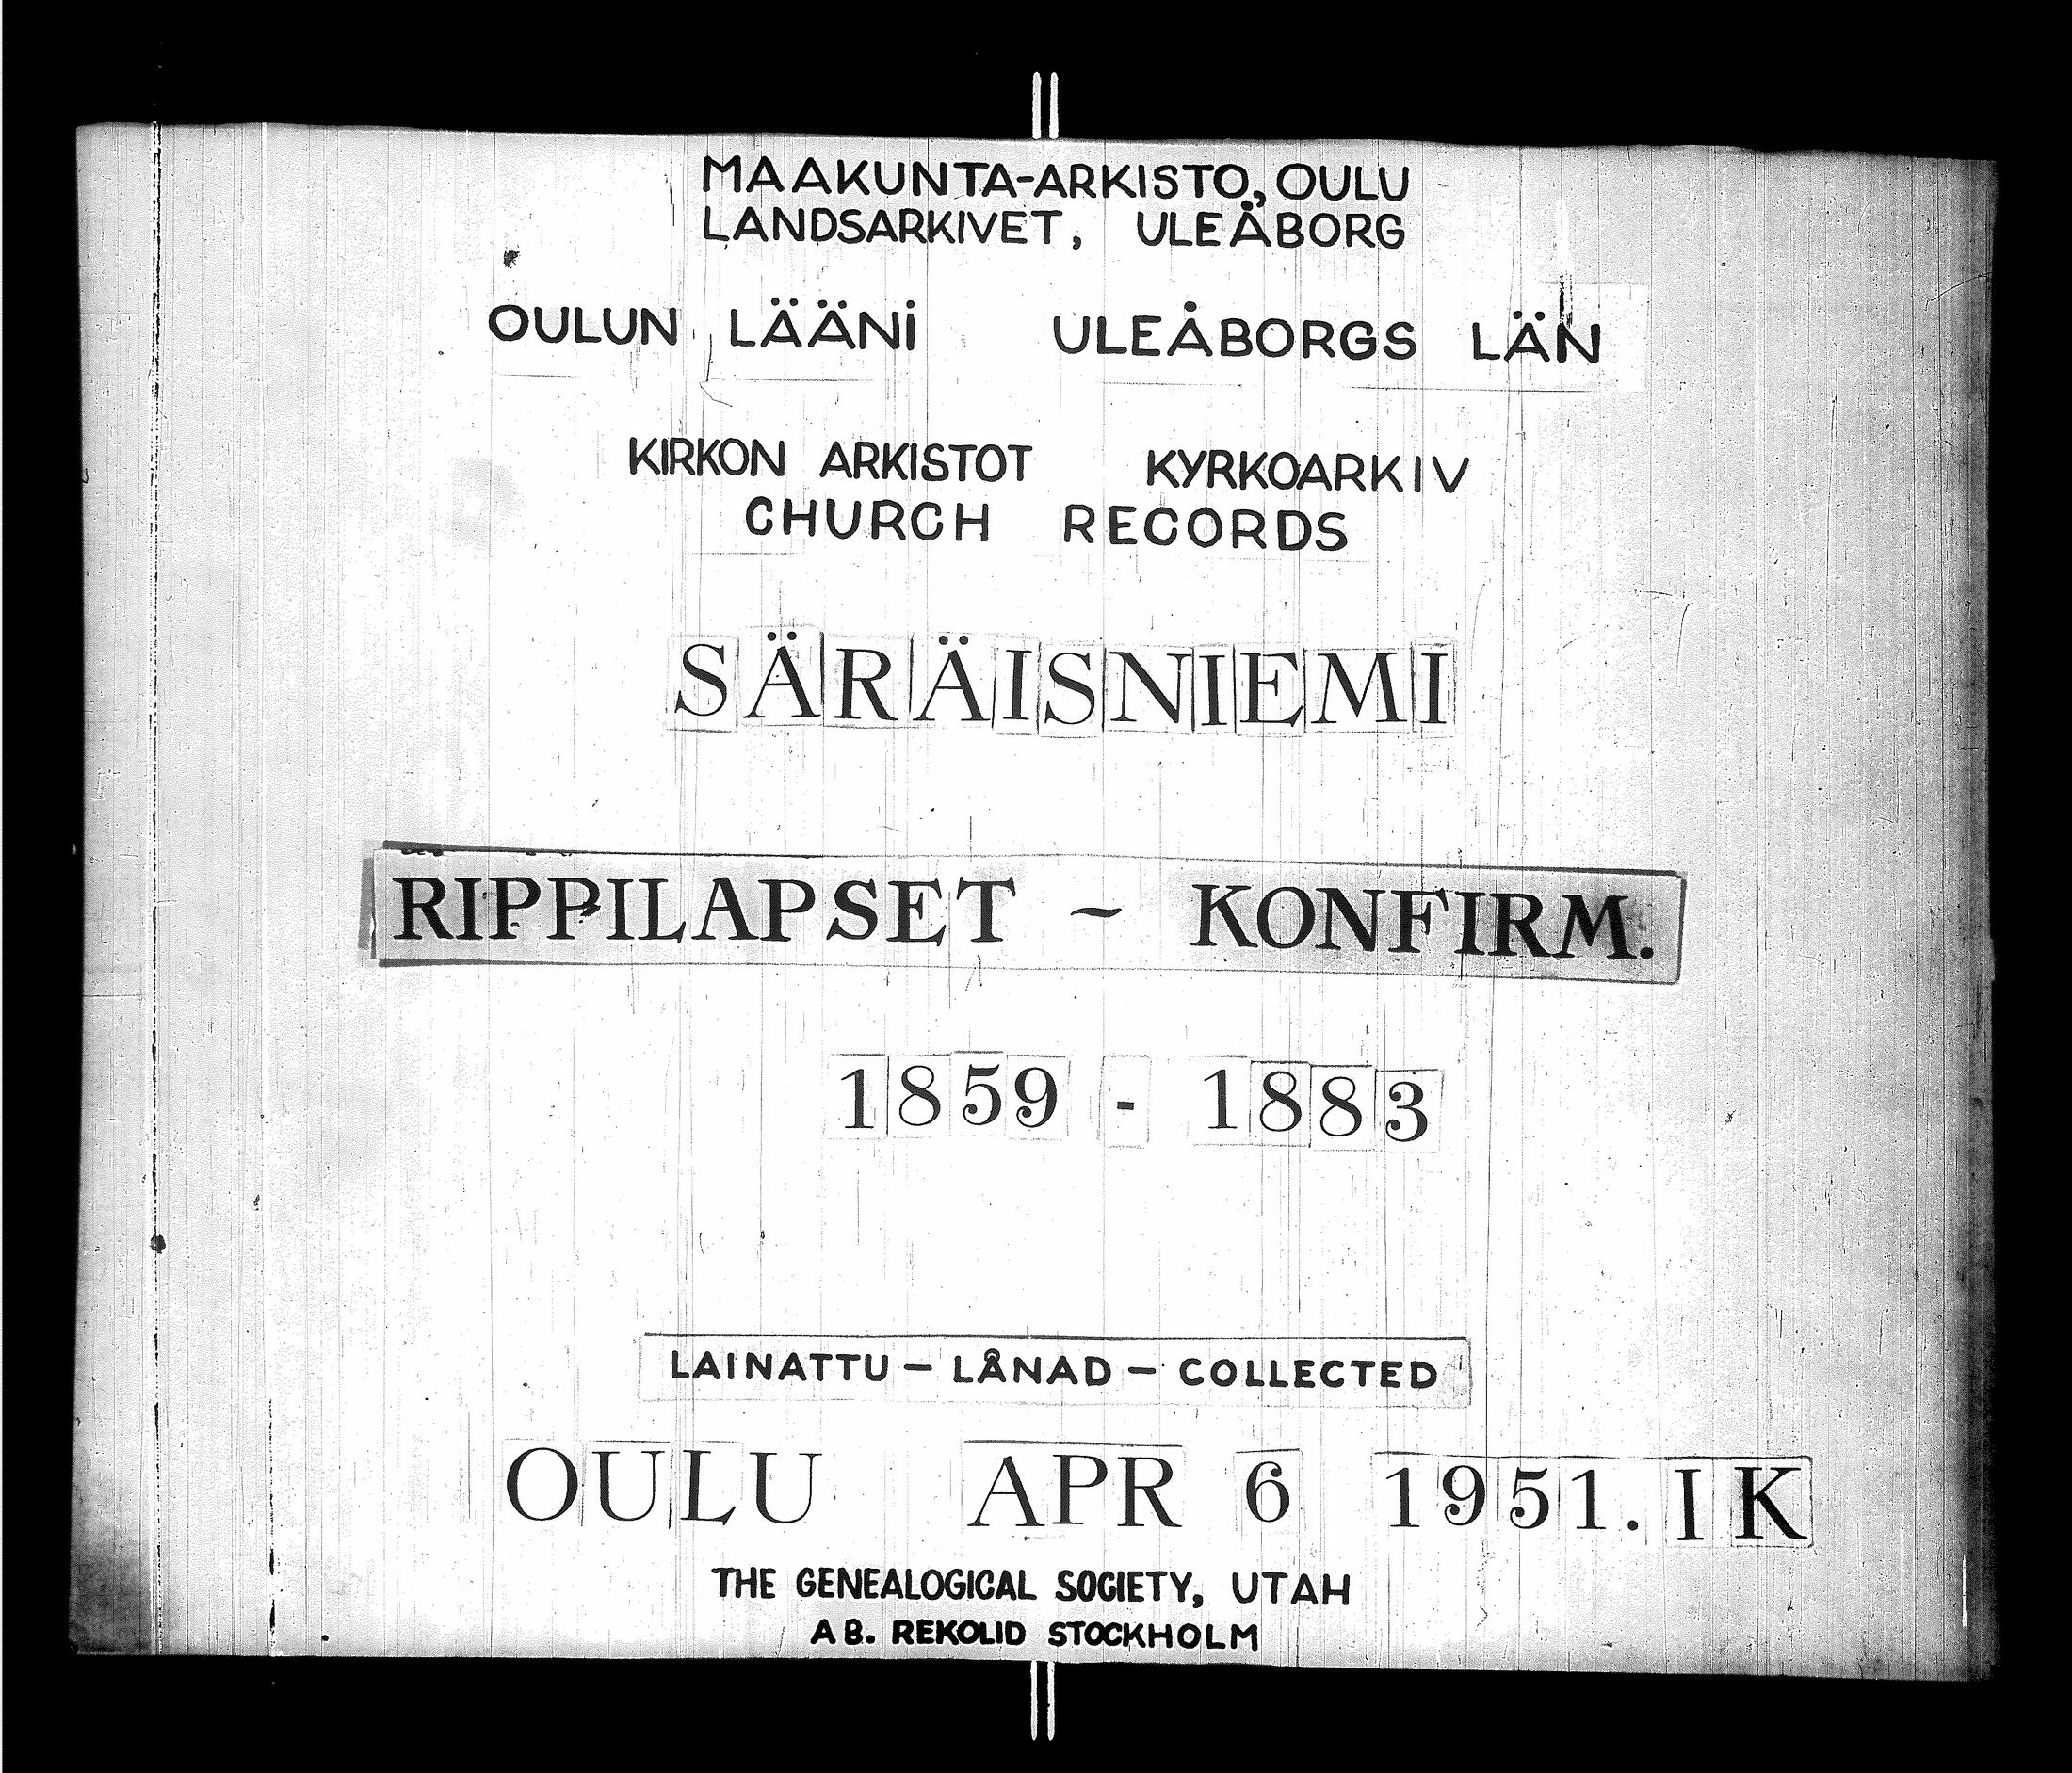 MAAKUNTA-ARKISTO, OULU
LANDSARKIVET, ULEÅBORG
OULUN LÄÄNI ULEÅBORGS LÄN
KIRKON ARKISTOT KYRKOARKIV
CHURCH RECORDS
SÄRÄISNIEMI
RIPPILAPSET - KONFIRM.
1859 - 1883
LAINATTU - LÅNAD - COLLECTED
OULU APR 6 1951. IK
THE GENEALOGICAL SOCIETY, UTAH
AB. REKOLID STOCKHOLM